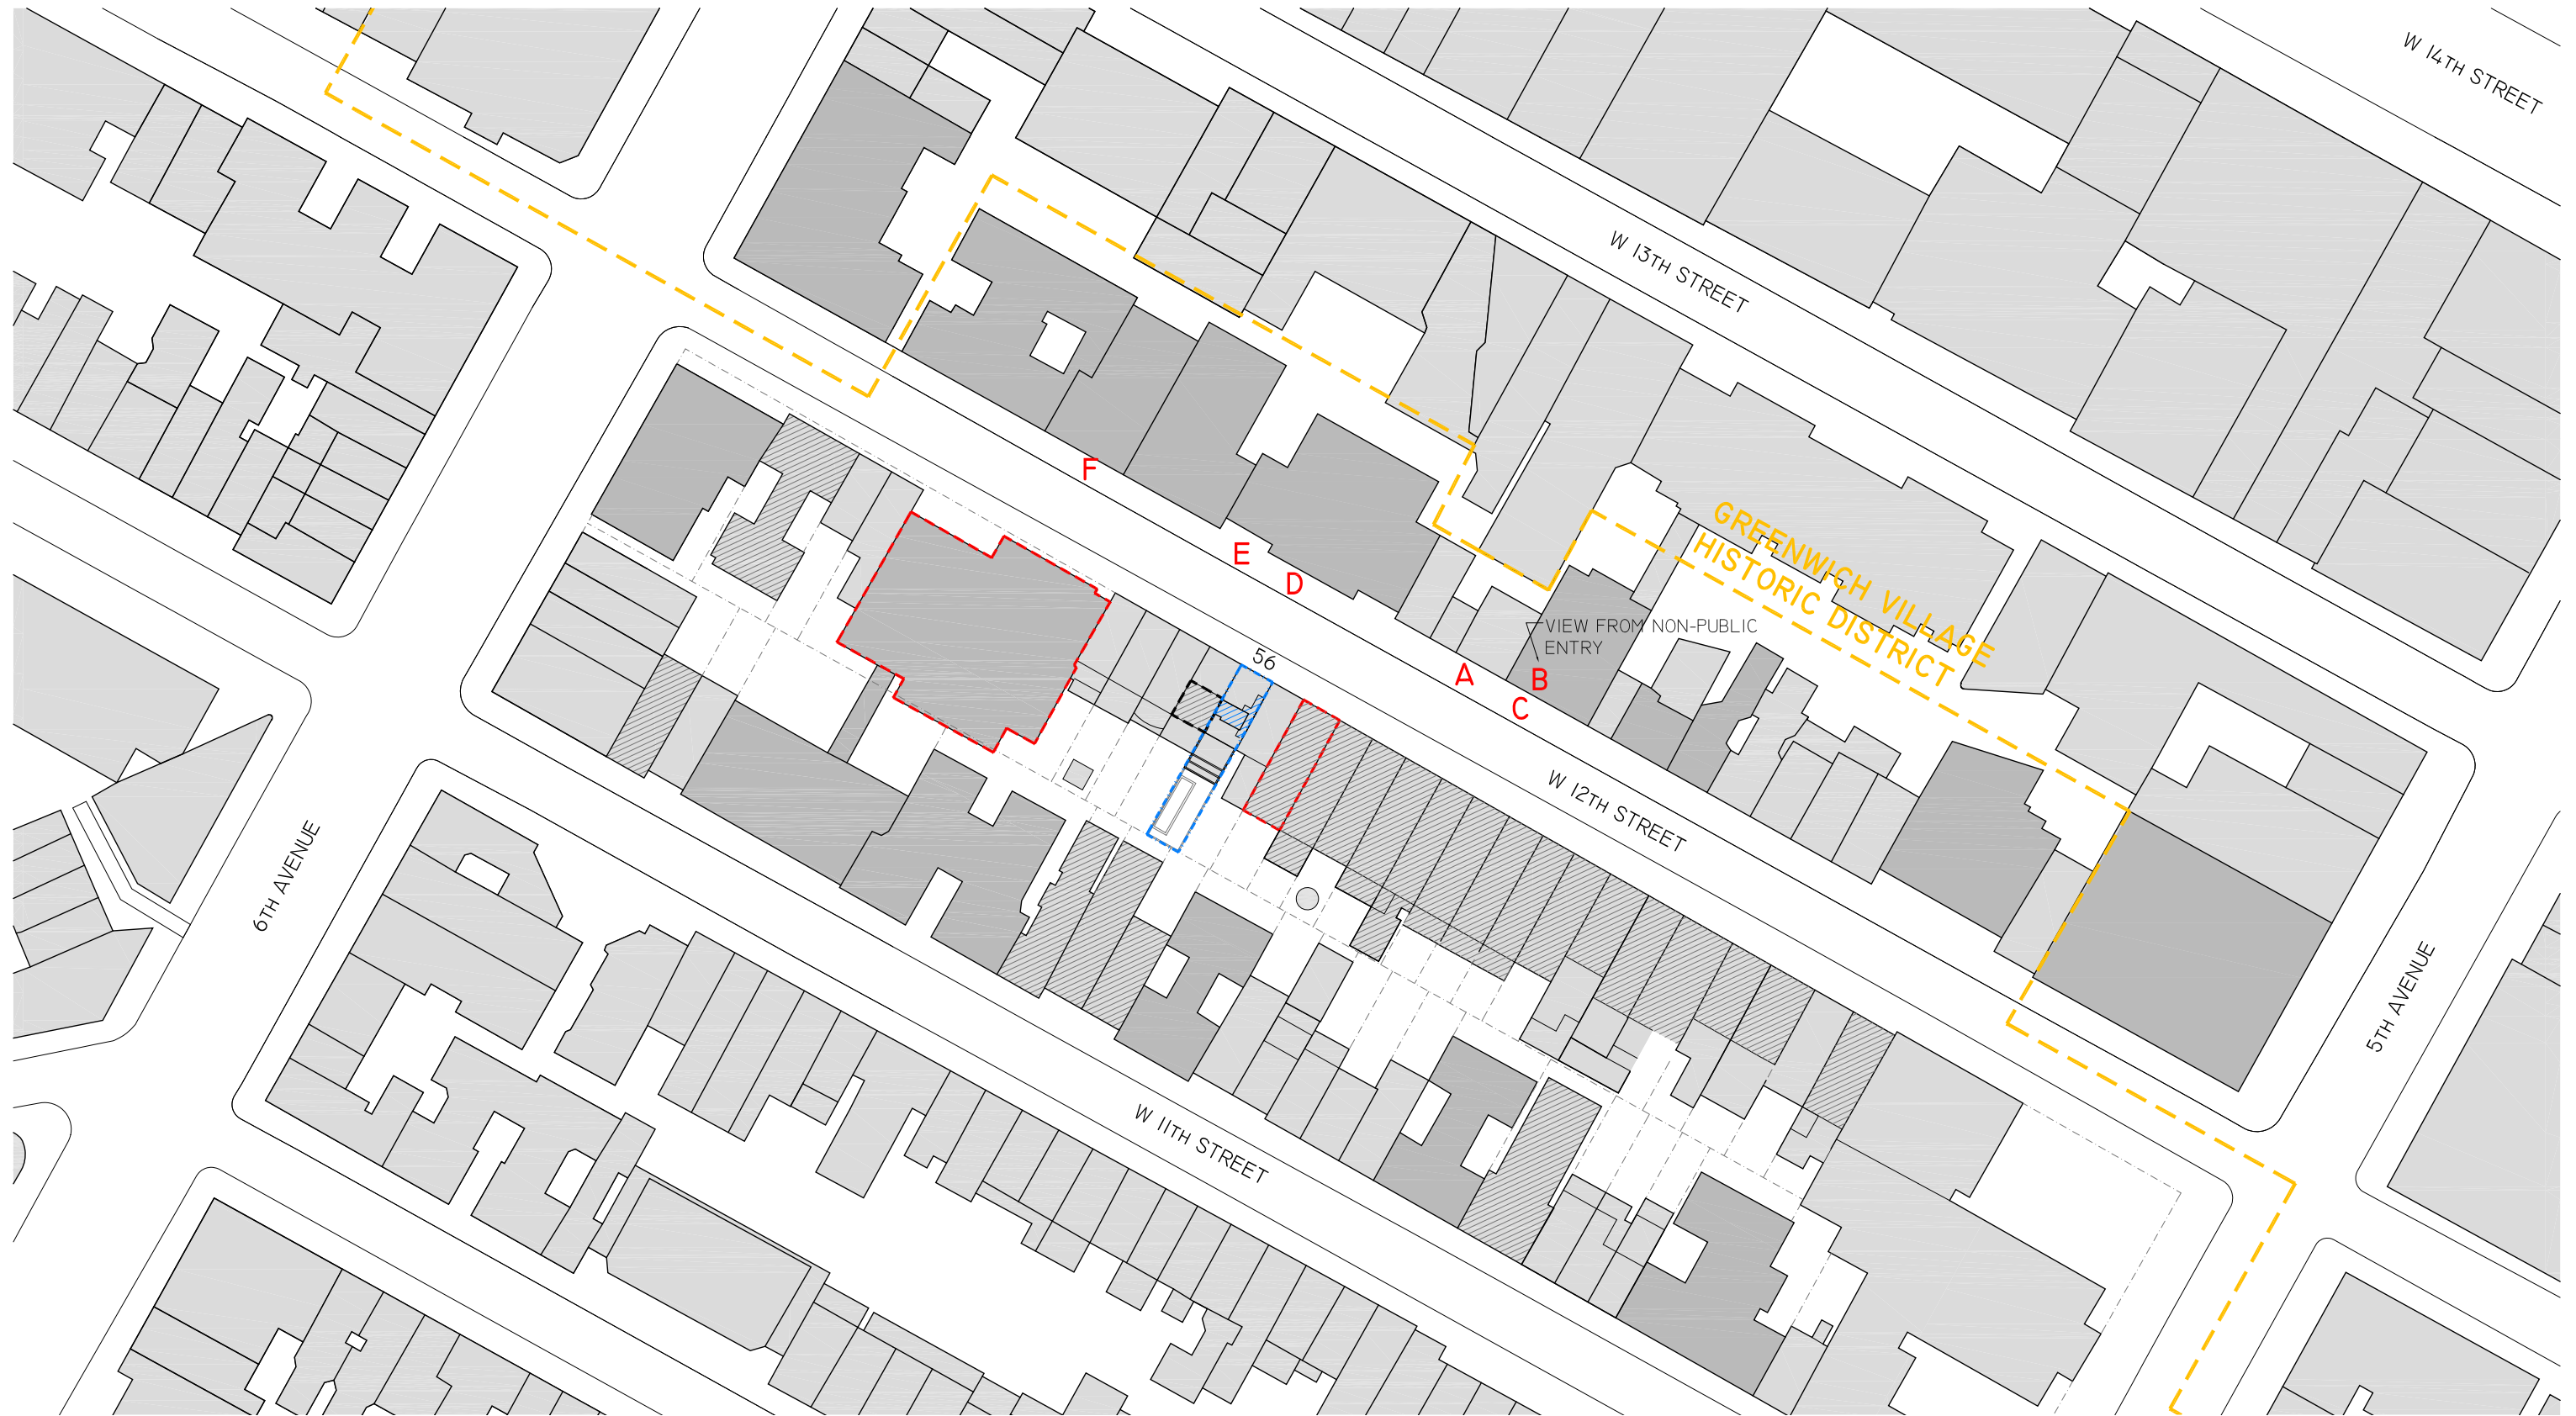 W 14TH STREET
W 13TH STREET
F
GREENWICH VILLAGE
HISTORIC DISTRICT
E
D
VIEW FROM NON-PUBLIC
ENTRY
56
A
B
C
W 12TH STREET
6TH AVENUE
5TH AVENUE
W 11TH STREET